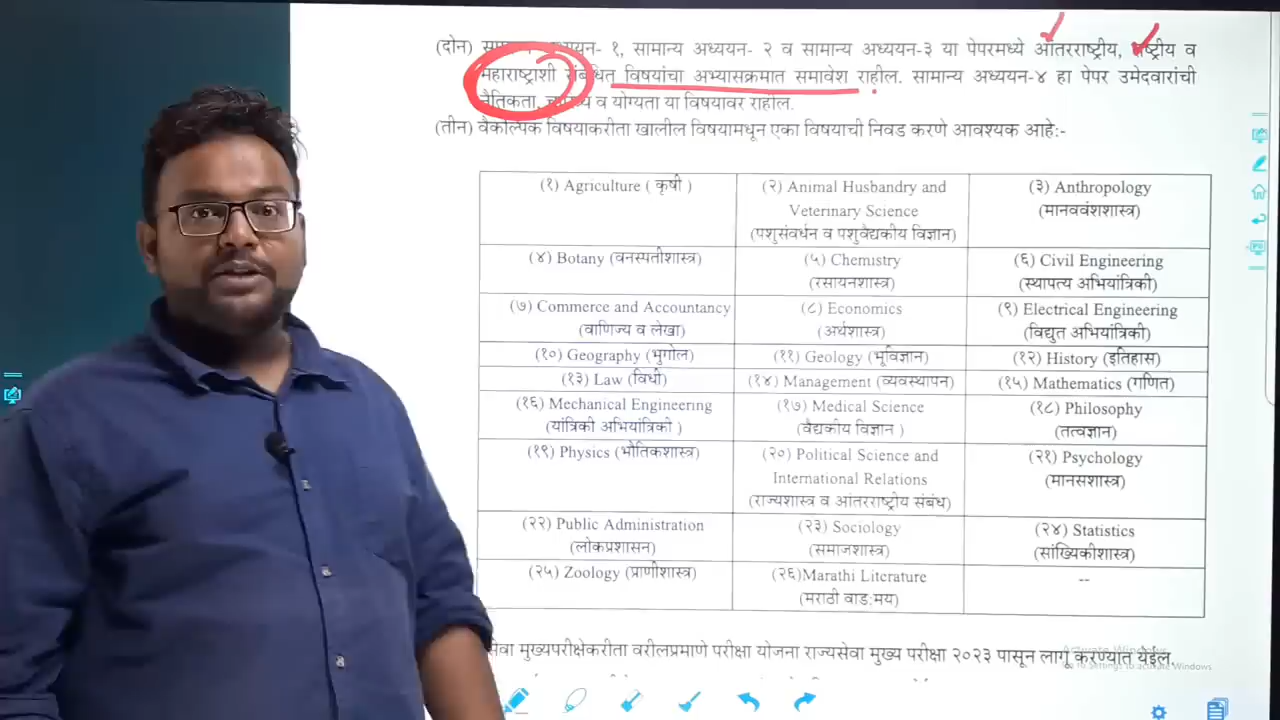 (दोन) अध्ययन- १, सामान्य अध्ययन- २ व सामान्य अध्ययन-३ या पेपरमध्ये आंतरराष्ट्रीय, राष्ट्रीय व
महाराष्ट्राशी संबंधित विषयांचा अभ्यासक्रमात समावेश राहील. सामान्य अध्ययन-४ हा पेपर उमेदवारांची
नैतिकता, व योग्यता या विषयावर राहील.
(तीन) वैकल्पिक विषयाकरीता खालील विषयामधून एका विषयाची निवड करणे आवश्यक आहे:-
(१) Agriculture ( कृषी )
(२) Animal Husbandry and
Veterinary Science
(पशुसंवर्धन व पशुवैद्यकीय विज्ञान)
(३) Anthropology
(मानववंशशास्त्र)
(४) Botany (वनस्पतीशास्त्र)
(५) Chemistry
(रसायनशास्त्र)
(६) Civil Engineering
(स्थापत्य अभियांत्रिकी)
(७) Commerce and Accountancy
(वाणिज्य व लेखा)
(८) Economics
(अर्थशास्त्र)
(९) Electrical Engineering
(विद्युत अभियांत्रिकी)
(१०) Geography (भुगोल)
(११) Geology (भूविज्ञान)
(१२) History (इतिहास)
(१३) Law (विधी)
(१४) Management (व्यवस्थापन)
(१५) Mathematics (गणित)
(१६) Mechanical Engineering
(यांत्रिकी अभियांत्रिकी )
(१७) Medical Science
(वैद्यकीय विज्ञान )
(१८) Philosophy
(तत्वज्ञान)
(१९) Physics (भौतिकशास्त्र)
(२०) Political Science and
International Relations
(राज्यशास्त्र व आंतरराष्ट्रीय संबंध)
(२१) Psychology
(मानसशास्त्र)
(२२) Public Administration
(लोकप्रशासन)
(२३) Sociology
(समाजशास्त्र)
(२४) Statistics
(सांख्यिकीशास्त्र)
(२५) Zoology (प्राणीशास्त्र)
(२६)Marathi Literature
(मराठी वाड:मय)
--
सेवा मुख्यपरीक्षेकरीता वरीलप्रमाणे परीक्षा योजना राज्यसेवा मुख्य परीक्षा २०२३ पासून लागू करण्यात येईल.
Activate Windows
to Settings to activate Windows